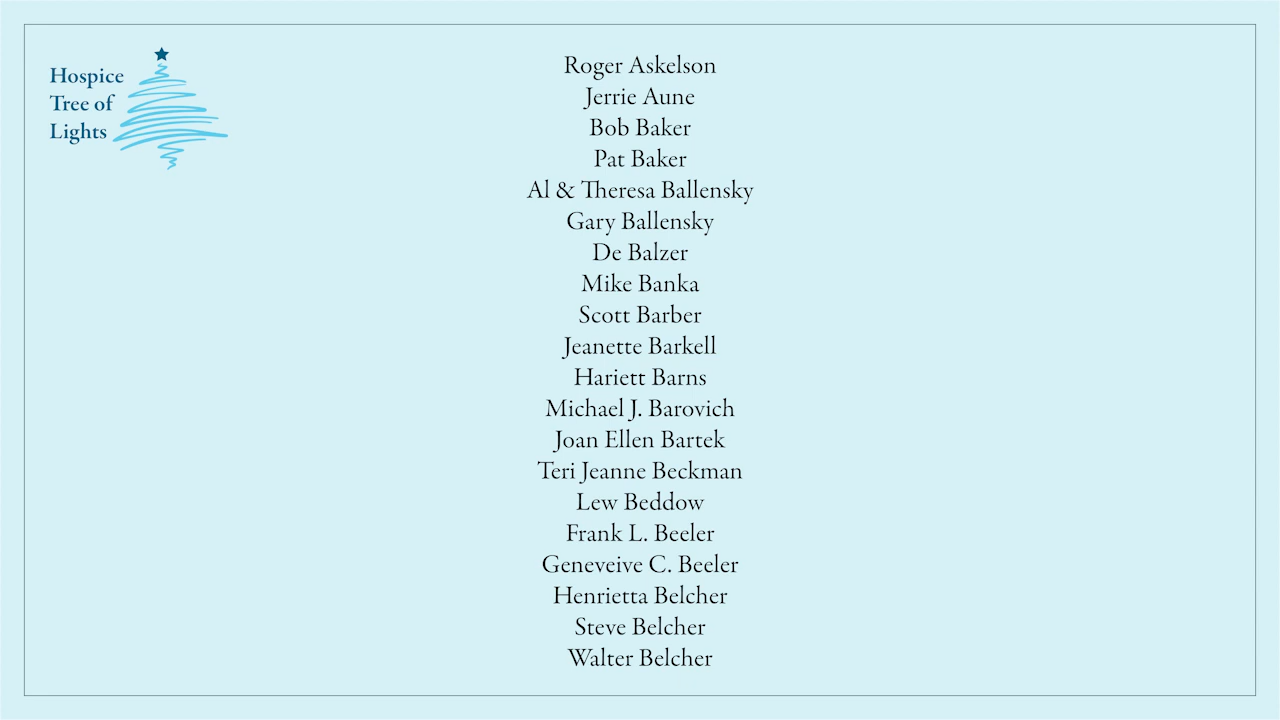 Hospice
Tree of
Lights
Roger Askelson
Jerrie Aune
Bob Baker
Pat Baker
Al & Theresa Ballensky
Gary Ballensky
De Balzer
Mike Banka
Scott Barber
Jeanette Barkell
Hariett Barns
Michael J. Barovich
Joan Ellen Bartek
Teri Jeanne Beckman
Lew Beddow
Frank L. Beeler
Geneveive C. Beeler
Henrietta Belcher
Steve Belcher
Walter Belcher